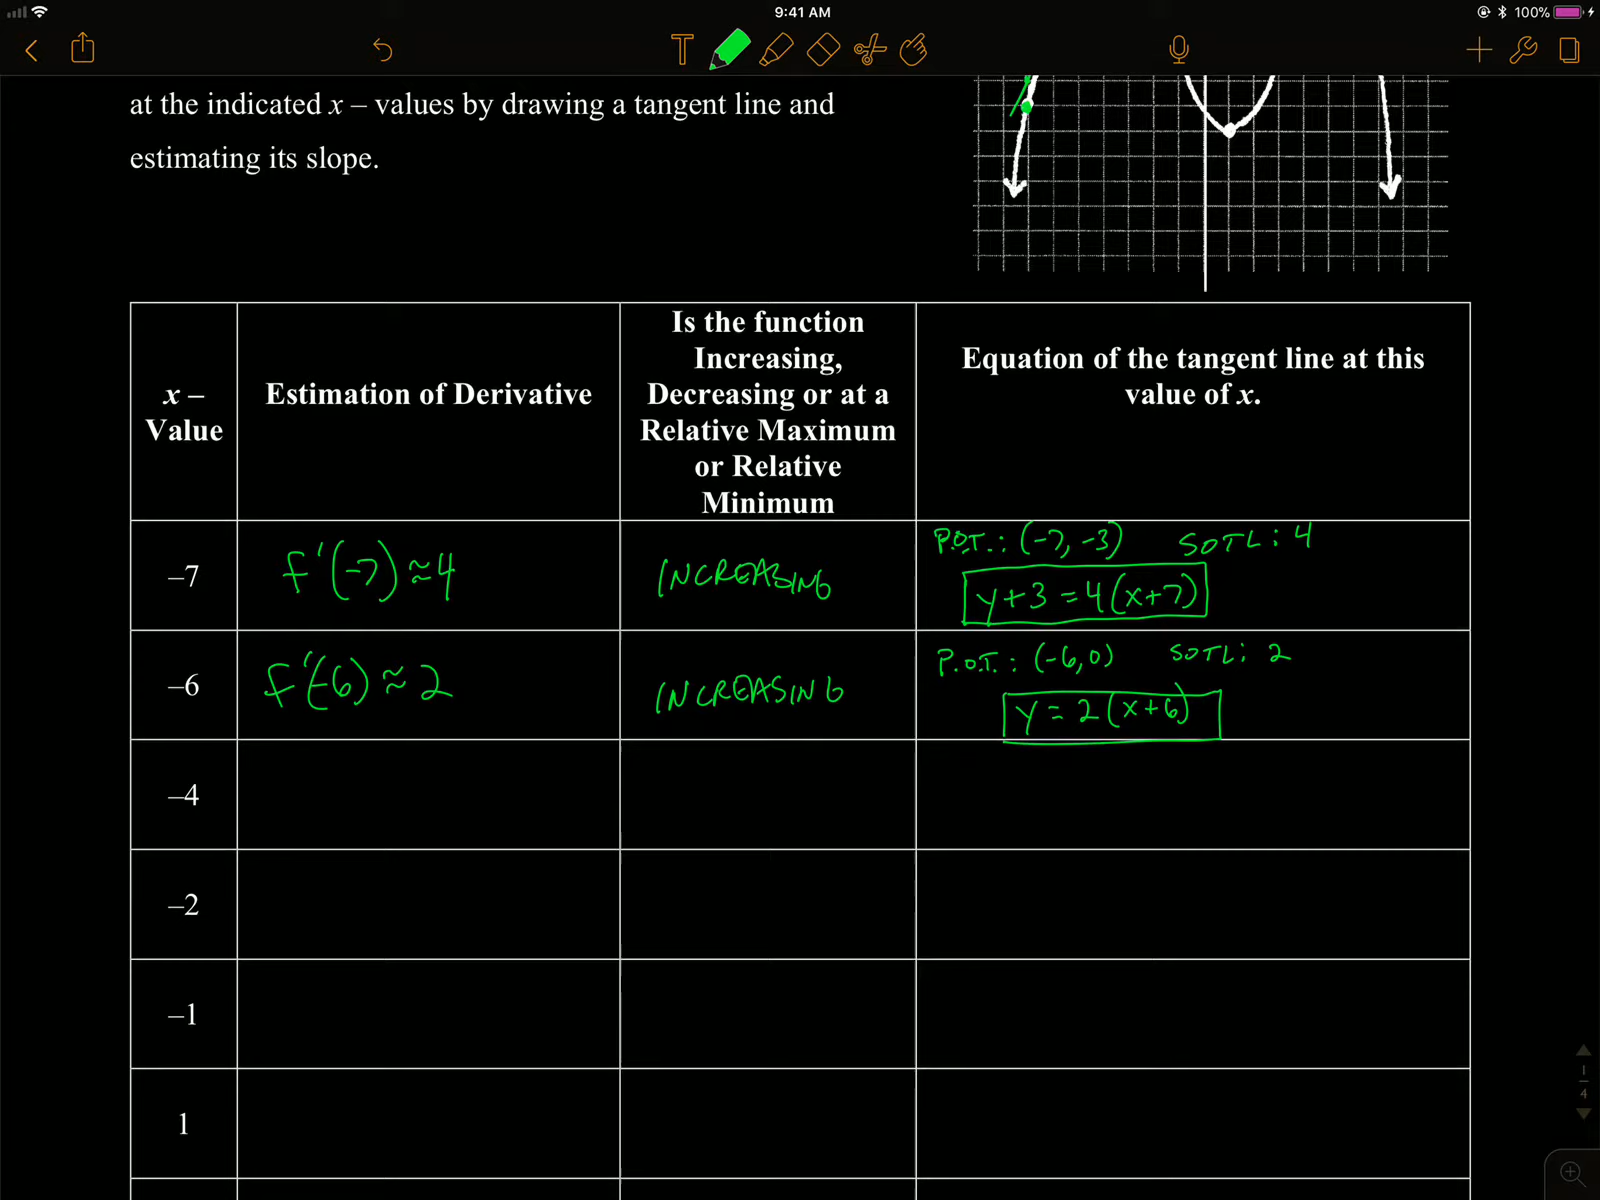 9:41 AM
100%
T
at the indicated x – values by drawing a tangent line and
estimating its slope.
x –
Value
Estimation of Derivative
Is the function
Increasing,
Decreasing or at a
Relative Maximum
or Relative
Minimum
Equation of the tangent line at this
value of x.
–7
f'(-7) ≈ 4
INCREASING
P.O.T.: (-7, -3) SOTL: 4
y+3 = 4(x+7)
–6
f'(-6) ≈ 2
INCREASING
P.O.T.: (-6,0) SOTL: 2
y = 2(x+6)
–4
–2
–1
1
1
4